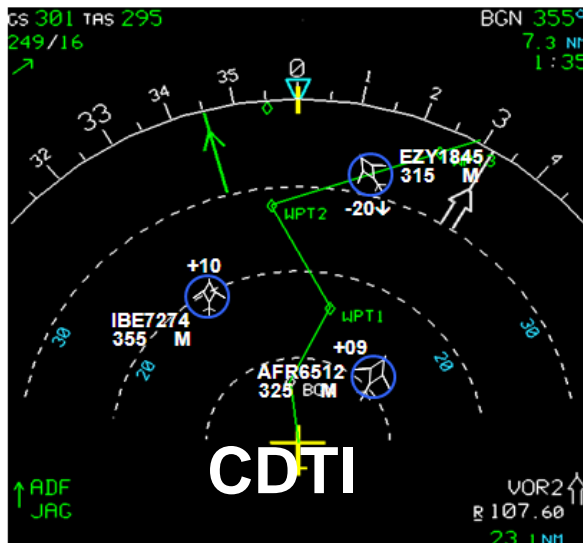 GS 301 TAS 295
BGN 355°
249/16
7.3 NM
1:35
32 33 34 35 0 1 2 3 4
EZY1845
315 M
-20↓
WPT2
+10
IBE7274
355 M
WPT1
30
20
+09
20
30
AFR6512
325 M
CDTI
ADF
JAG
VOR2
R 107.60
23.1 NM